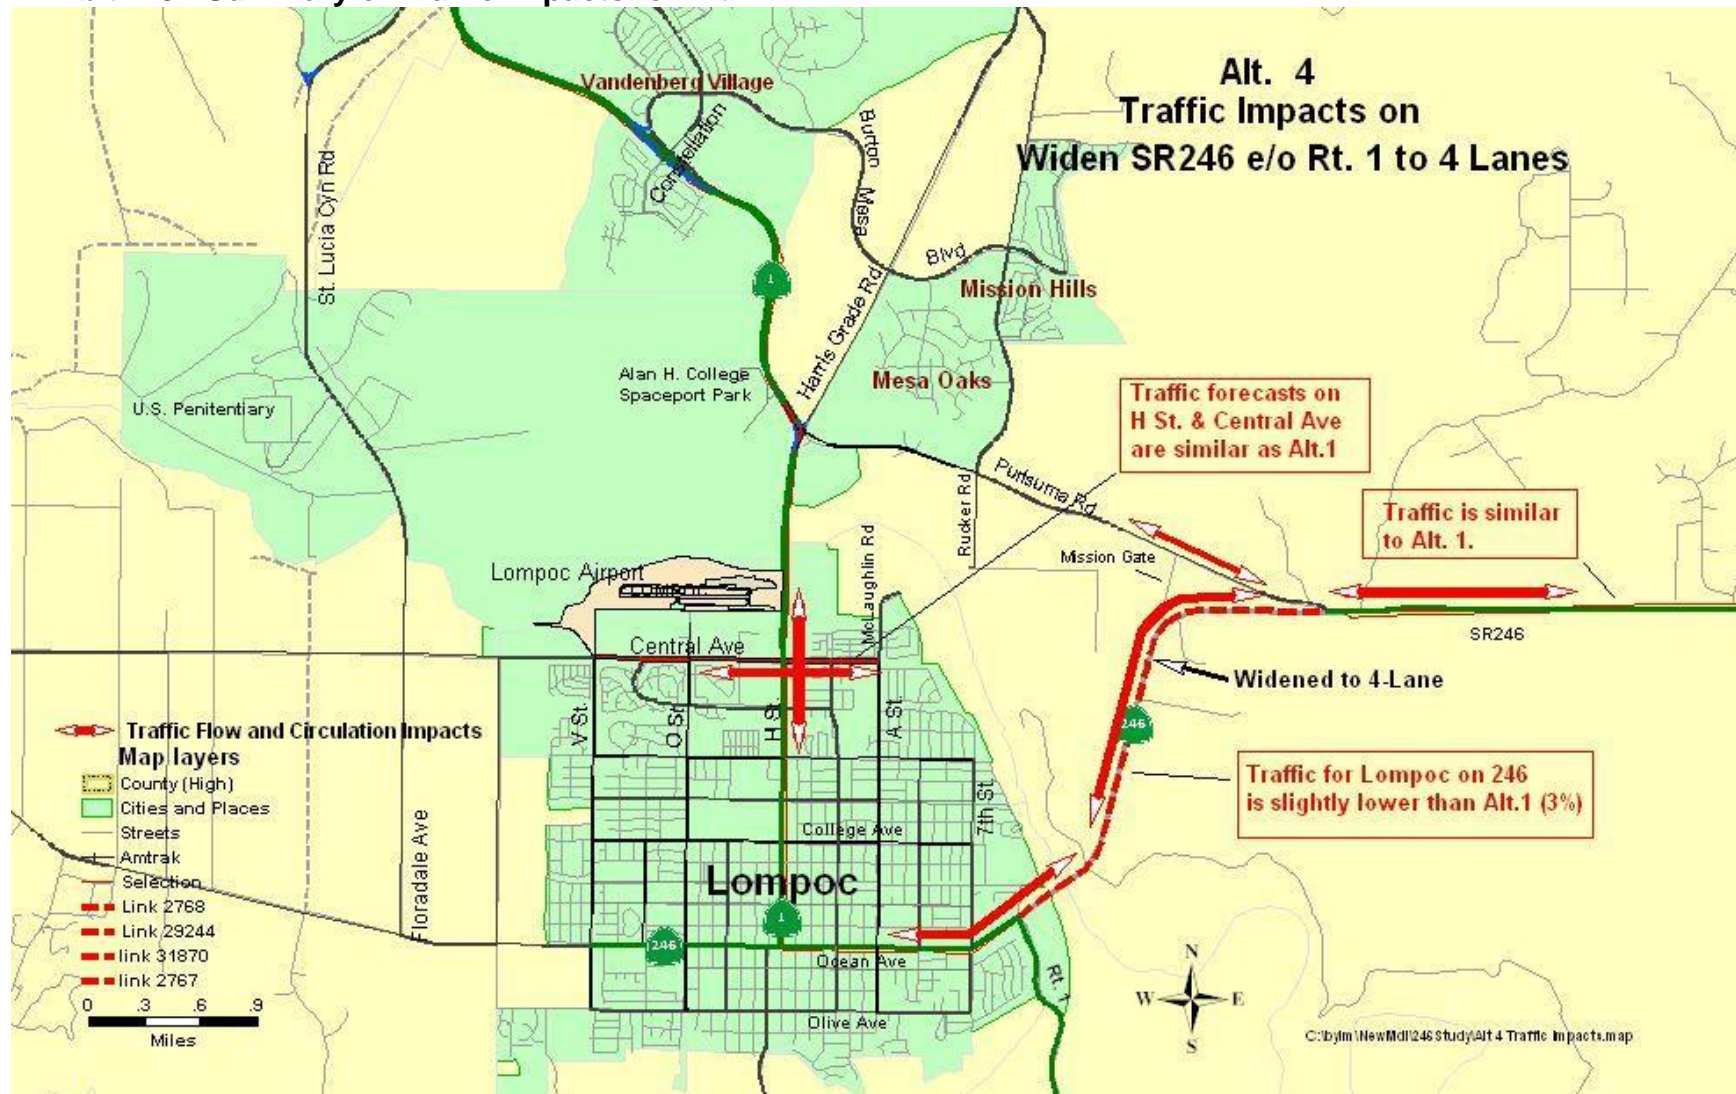 Alt. 4
Traffic Impacts on
Widen SR246 e/o Rt. 1 to 4 Lanes
Vandenberg Village
Constellation
Burton Mesa
Blvd
St. Lucia Cyn Rd
1
Harris Grade Rd
Mission Hills
Mesa Oaks
Alan H. College
Spaceport Park
U.S. Penitentiary
Traffic forecasts on
H St. & Central Ave
are similar as Alt.1
Purisuma Rd
Rucker Rd
Traffic is similar
to Alt. 1.
Mission Gate
McLaughlin Rd
Lompoc Airport
SR246
Central Ave
Widened to 4-Lane
V St.
O St
H St.
A St.
246
Traffic Flow and Circulation Impacts
Map layers
County (High)
Cities and Places
Streets
Amtrak
Selection
Link 2768
Link 29244
link 31870
link 2767
0 .3 .6 .9
Miles
Traffic for Lompoc on 246
is slightly lower than Alt.1 (3%)
7th St.
College Ave
Floradale Ave
Lompoc
1
246
Ocean Ave
Rt. 1
Olive Ave
N
W E
S
C:\bylm\NewMdl\246Study\Alt 4 Traffic Impacts.map